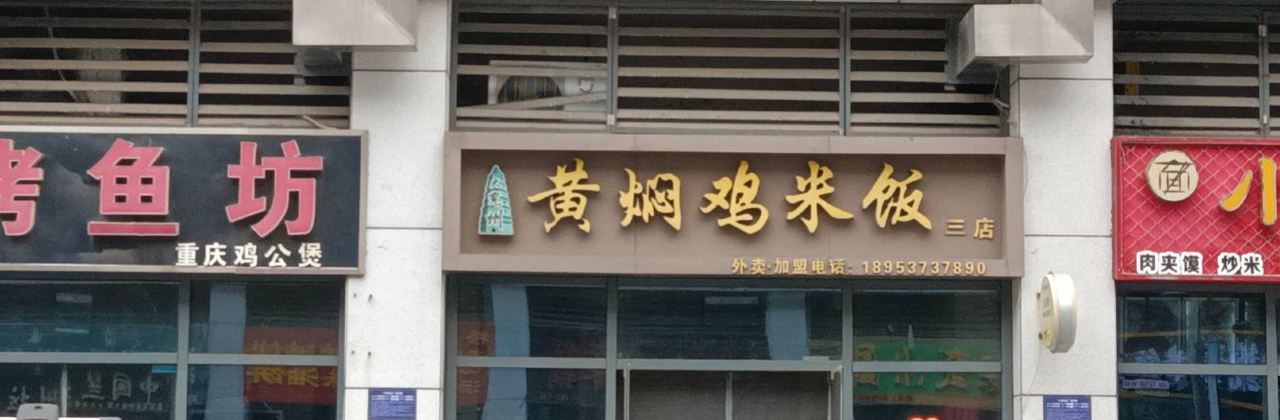 烤鱼坊
重庆鸡公煲
黄焖鸡米饭
三店
外卖·加盟电话：18953737890
小
肉夹馍 炒米